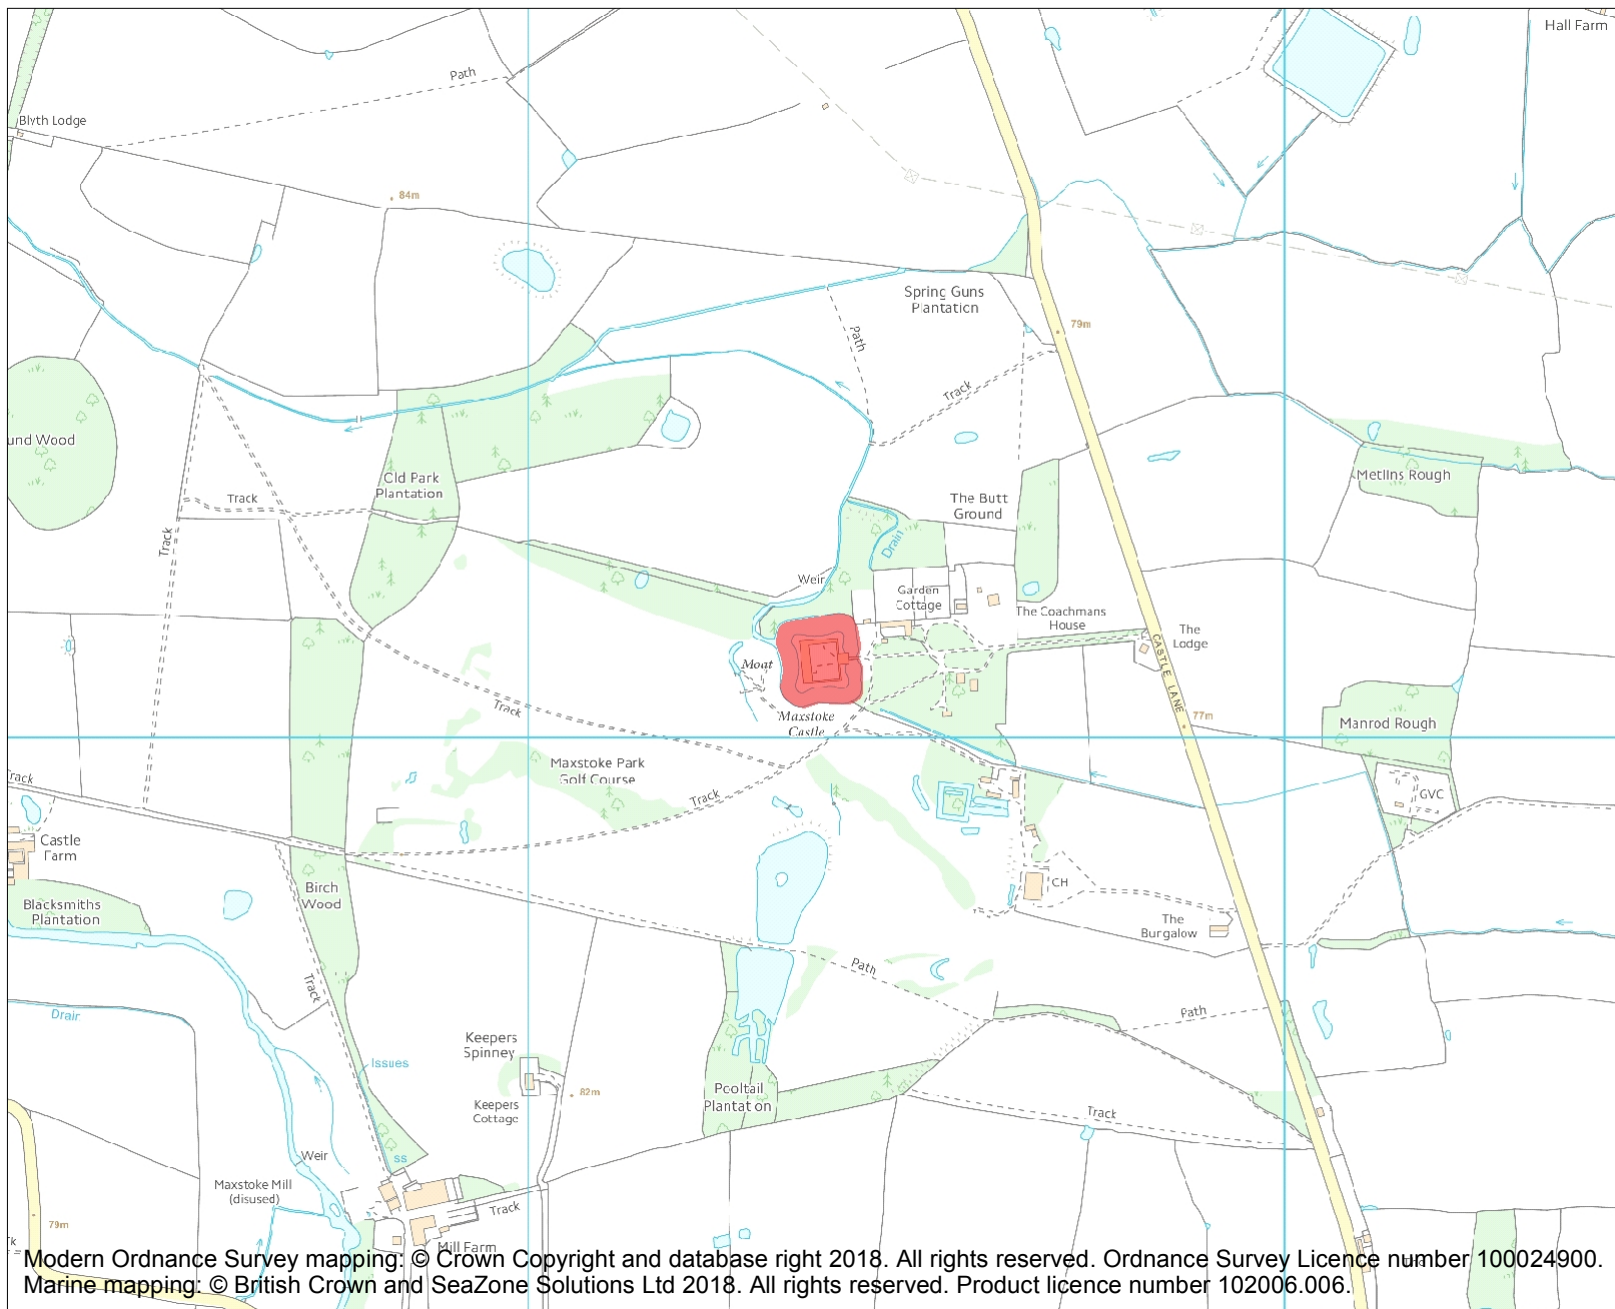 Hall Farm
Path
Blyth Lodge
84m
Spring Guns
Plantation
79m
Path
Track
und Wood
Old Park
Plantation
Track
Metlins Rough
The Butt
Ground
Drain
Track
Weir
Garden
Cottage
The Coachmans
House
The
Lodge
CASTLE LANE
Moat
Maxstoke
Castle
77m
Manrod Rough
Track
Maxstoke Park
Golf Course
Track
Track
GVC
Castle
Farm
CH
Birch
Wood
Blacksmiths
Plantation
The
Bungalow
Path
Track
Drain
Path
Keepers
Spinney
Issues
82m
Keepers
Cottage
Pooltail
Plantation
Track
Weir
Iss
Maxstoke Mill
(disused)
Track
79m
Mill Farm
Modern Ordnance Survey mapping: © Crown Copyright and database right 2018. All rights reserved. Ordnance Survey Licence number 100024900.
Marine mapping: © British Crown and SeaZone Solutions Ltd 2018. All rights reserved. Product licence number 102006.006.